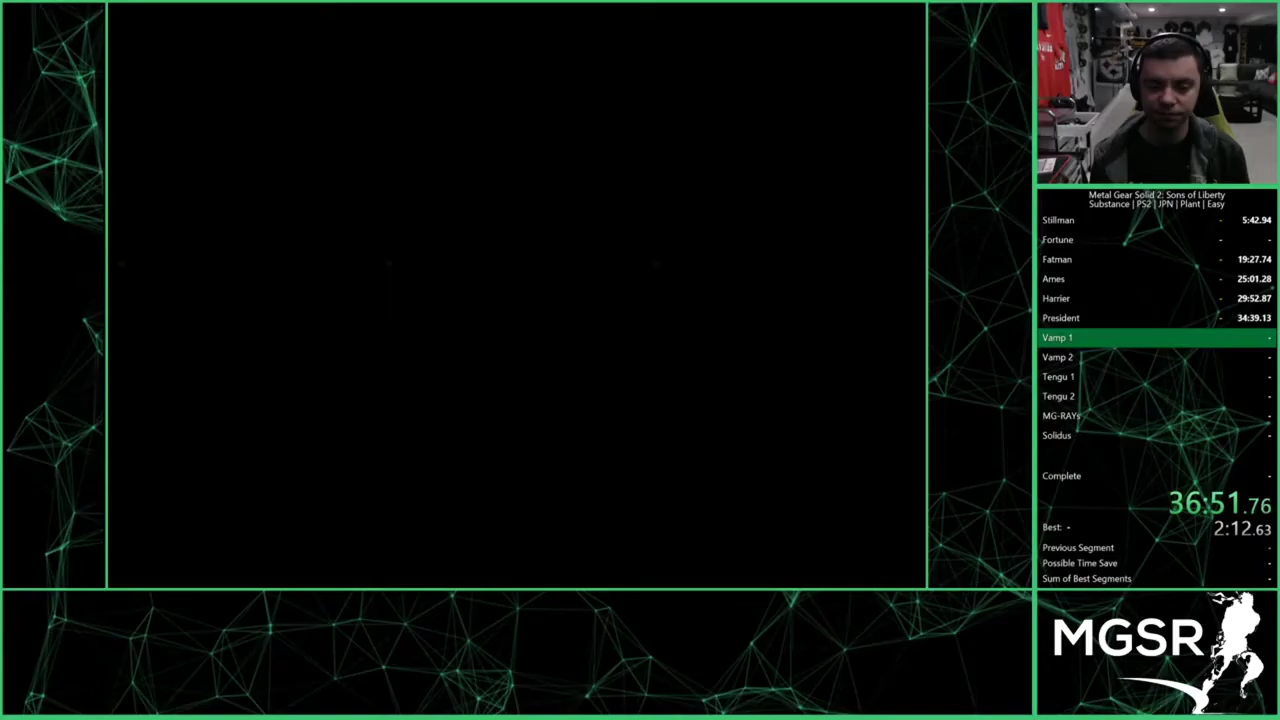 Metal Gear Solid 2: Sons of Liberty
Substance | PS2 | JPN | Plant | Easy
Stillman - 5:42.94
Fortune - -
Fatman - 19:27.74
Ames - 25:01.28
Harrier - 29:52.87
President - 34:39.13
Vamp 1 -
Vamp 2 -
Tengu 1 -
Tengu 2 -
MG-RAYs -
Solidus -
Complete -
36:51.76
Best: - 2:12.63
Previous Segment -
Possible Time Save -
Sum of Best Segments -
MGSR